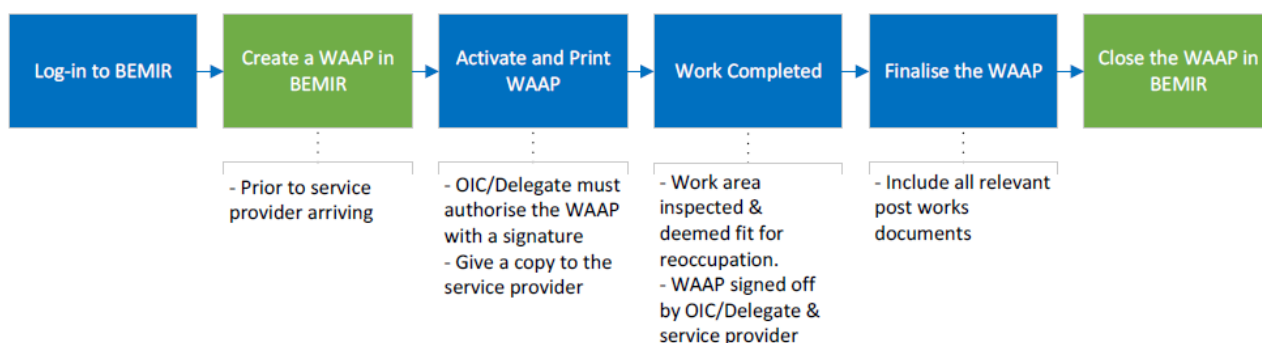 Log-in to BEMIR
Create a WAAP in
BEMIR
Activate and Print
WAAP
Work Completed
Finalise the WAAP
Close the WAAP in
BEMIR
- Prior to service
provider arriving
- OIC/Delegate must
authorise the WAAP
with a signature
- Give a copy to the
service provider
- Work area
inspected &
deemed fit for
reoccupation.
- WAAP signed off
by OIC/Delegate &
service provider
- Include all relevant
post works
documents